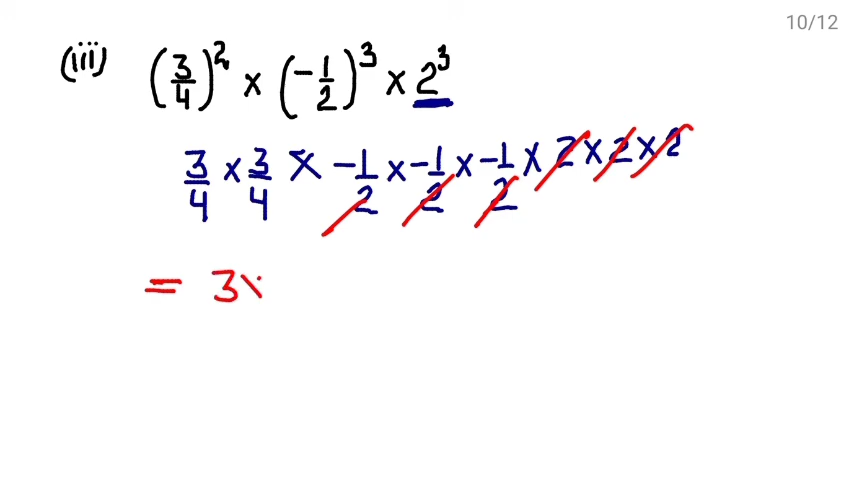 10/12
(iii) (3/4)² × (-1/2)³ × 2³
3/4 × 3/4 × -1/2 × -1/2 × -1/2 × 2 × 2 × 2
= 3×